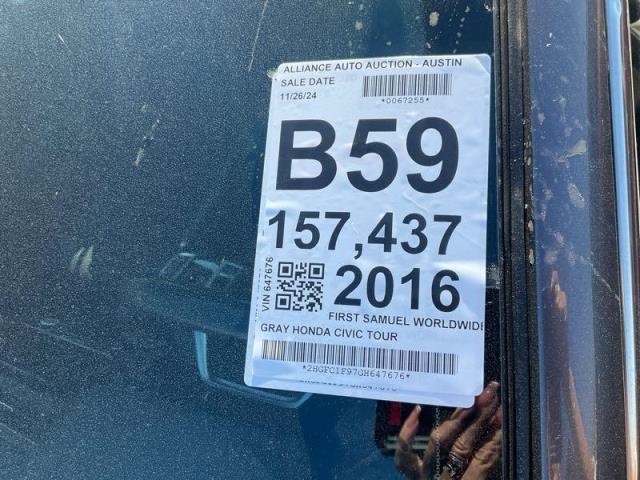 ALLIANCE AUTO AUCTION - AUSTIN
SALE DATE
11/26/24
*0067255*
B59
157,437
VIN 647676
2016
FIRST SAMUEL WORLDWIDE
GRAY HONDA CIVIC TOUR
*2HGFC1F97GH647676*